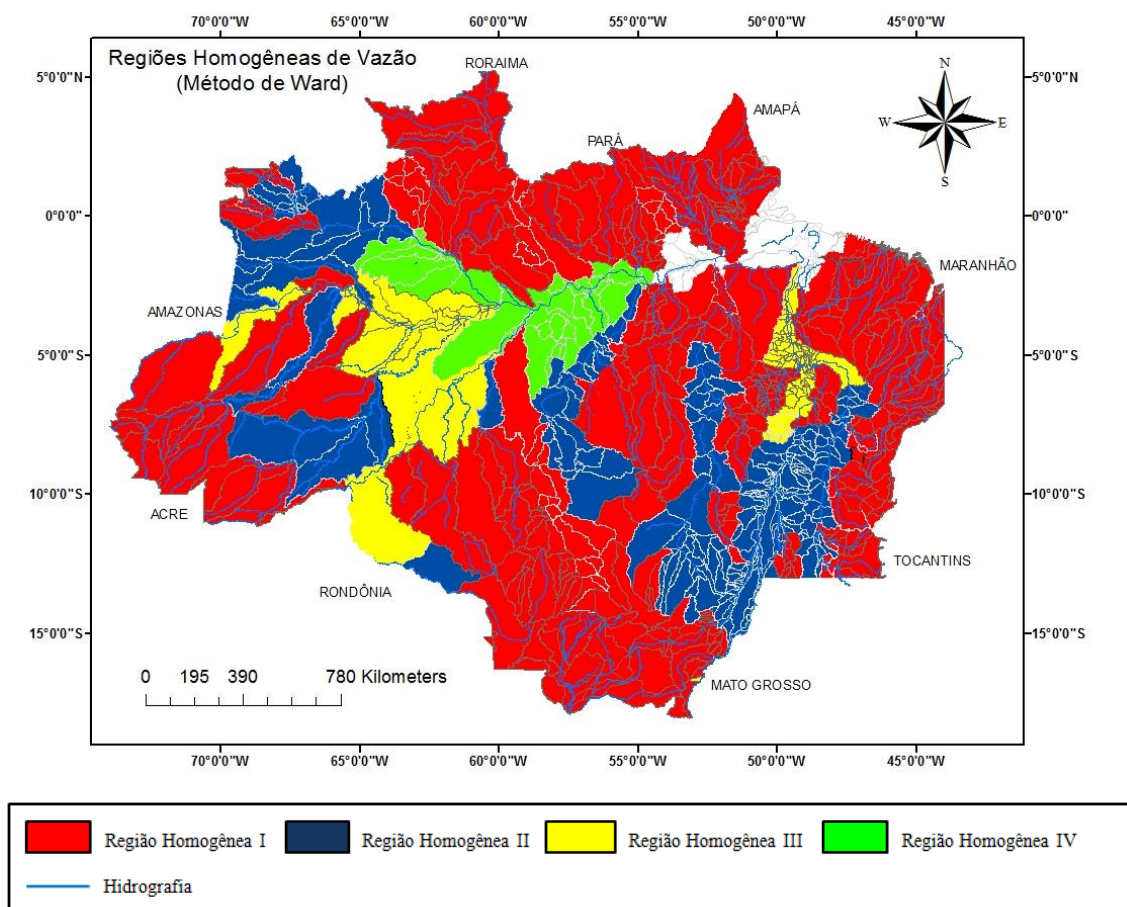 70°0'0"W 65°0'0"W 60°0'0"W 55°0'0"W 50°0'0"W 45°0'0"W
Regiões Homogêneas de Vazão
(Método de Ward)
RORAIMA
N
5°0'0"N 5°0'0"N
AMAPÁ
W E
PARÁ
S
0°0'0" 0°0'0"
MARANHÃO
AMAZONAS
5°0'0"S 5°0'0"S
10°0'0"S 10°0'0"S
ACRE
TOCANTINS
RONDÔNIA
15°0'0"S 15°0'0"S
0 195 390 780 Kilometers
MATO GROSSO
70°0'0"W 65°0'0"W 60°0'0"W 55°0'0"W 50°0'0"W 45°0'0"W
Região Homogênea I Região Homogênea II Região Homogênea III Região Homogênea IV
Hidrografia